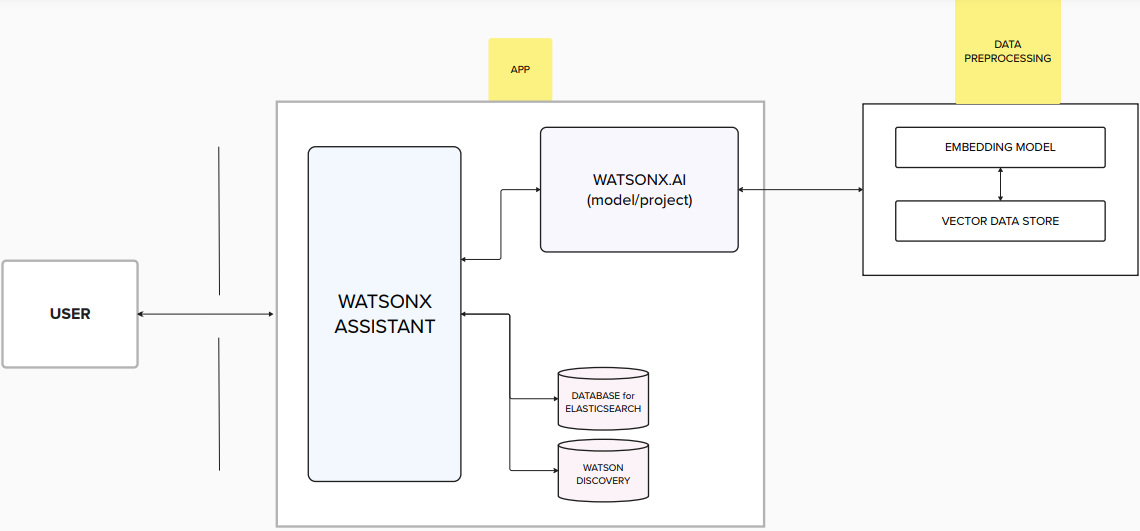 APP
DATA
PREPROCESSING
USER
WATSONX
ASSISTANT
WATSONX.AI
(model/project)
DATABASE for
ELASTICSEARCH
WATSON
DISCOVERY
EMBEDDING MODEL
VECTOR DATA STORE